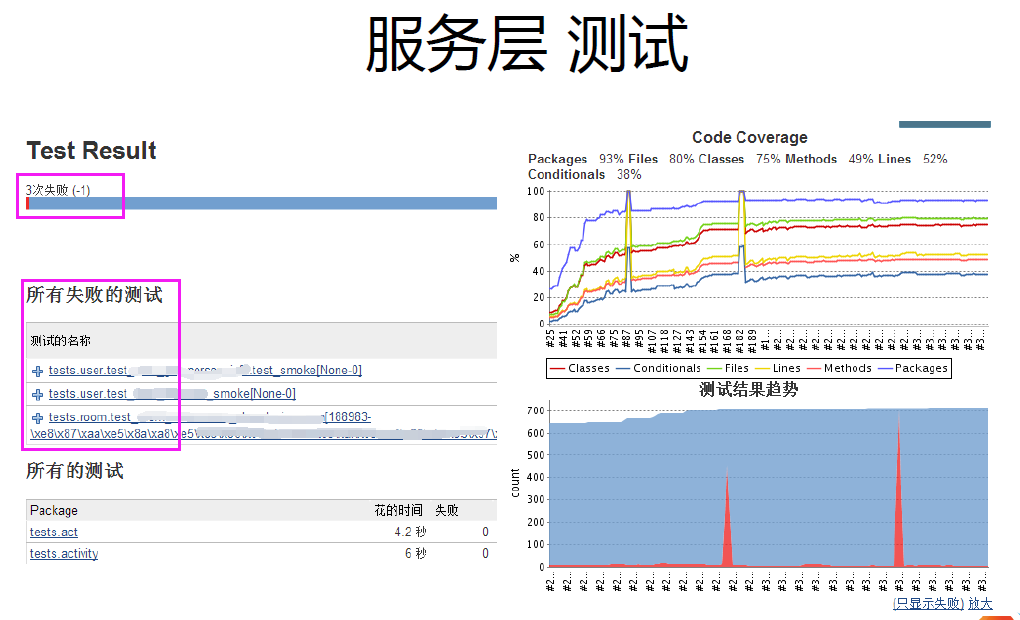 服务层 测试
Test Result
3次失败 (-1)
所有失败的测试
测试的名称
tests.user.test_ test_smoke[None-0]
tests.user.test_ _smoke[None-0]
tests.room.test_ [188983-
\xe8\x87\xaa\xe5\x8a\xa8\xe5
所有的测试
Package 花的时间 失败
tests.act 4.2 秒 0
tests.activity 6 秒 0
Code Coverage
Packages 93% Files 80% Classes 75% Methods 49% Lines 52%
Conditionals 38%
100
80
60
40
20
0
%
#25 #41 #52 #59 #66 #75 #87 #95 #107 #118 #127 #143 #154 #161 #168 #182 #189 #1... #2... #2... #2... #2... #2... #2... #2... #2... #2... #2... #3... #3... #3... #3...
Classes Conditionals Files Lines Methods Packages
测试结果趋势
700
600
500
400
300
200
100
0
count
#2... #2... #2... #2... #2... #2... #2... #2... #2... #2... #2... #2... #3... #3... #3... #3... #3... #3... #3... #3... #3... #3... #3... #3... #3...
(只显示失败) 放大